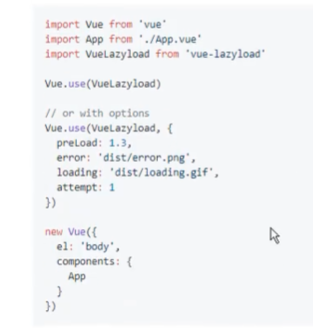 import Vue from 'vue'
import App from './App.vue'
import VueLazyload from 'vue-lazyload'
Vue.use(VueLazyload)
// or with options
Vue.use(VueLazyload, {
preLoad: 1.3,
error: 'dist/error.png',
loading: 'dist/loading.gif',
attempt: 1
})
new Vue({
el: 'body',
components: {
App
}
})